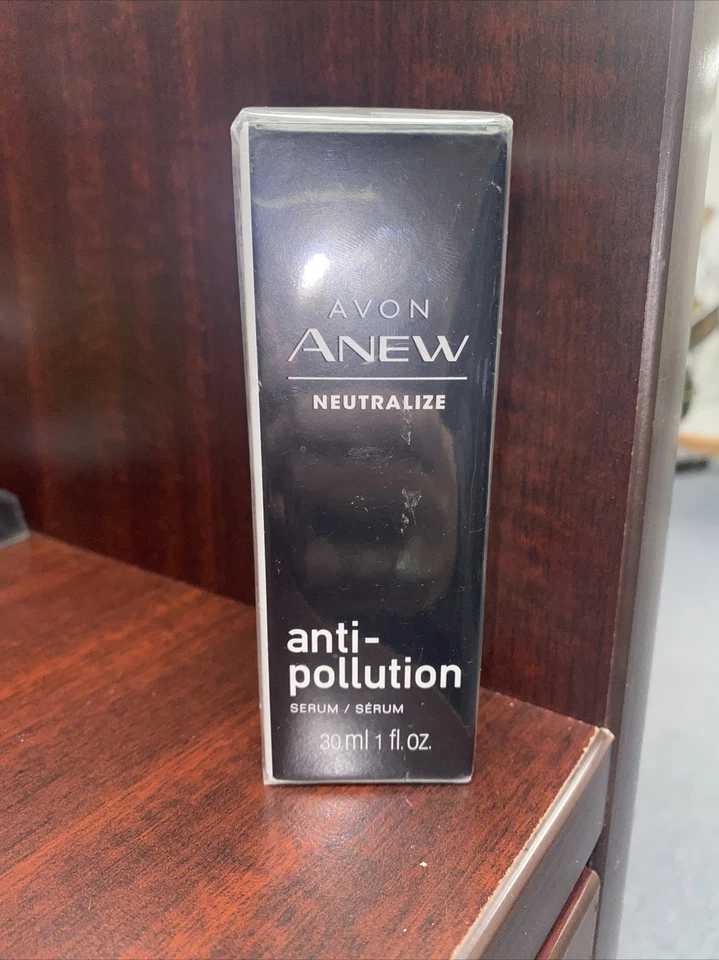 AVON
ANEW
NEUTRALIZE
anti-
pollution
SERUM / SÉRUM
30 ml 1 fl. oz.